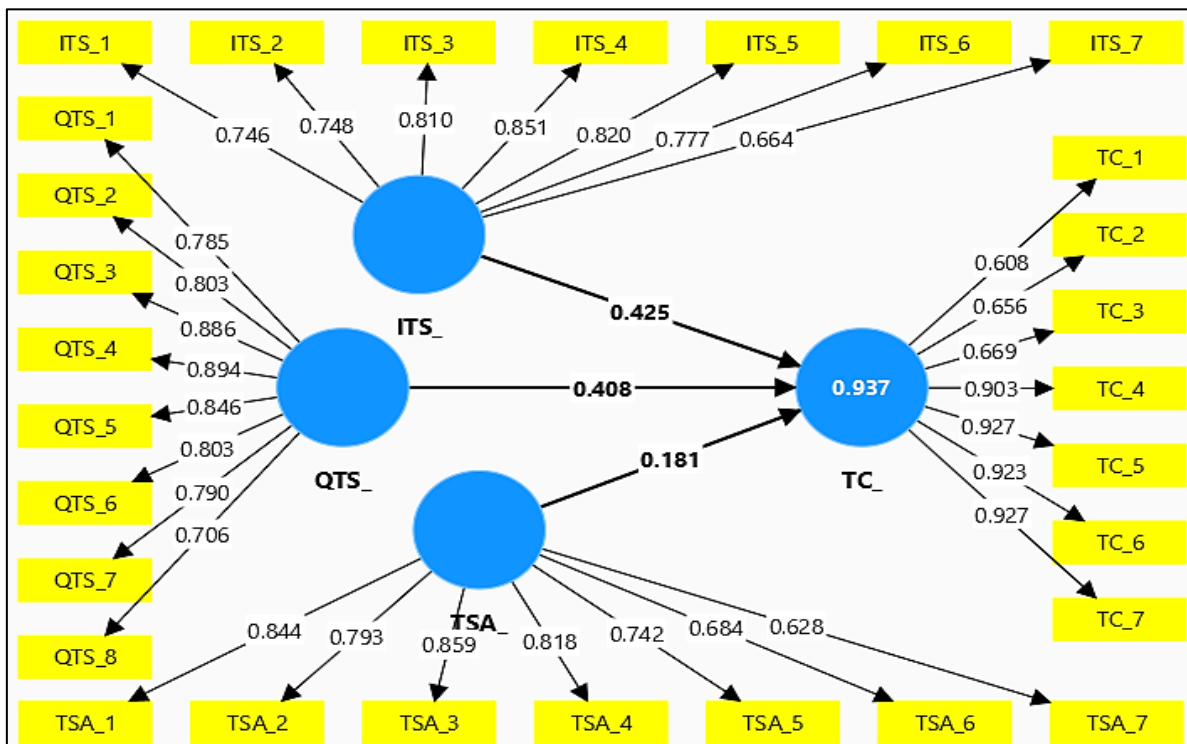 ITS_1 ITS_2 ITS_3 ITS_4 ITS_5 ITS_6 ITS_7
QTS_1
0.746 0.748 0.810 0.851 0.820 0.777 0.664
TC_1
QTS_2
TC_2
0.785
0.608
QTS_3
0.803
0.656
TC_3
ITS_
0.425
0.886
0.669
QTS_4
0.894
0.408
0.937
0.903
TC_4
0.846
0.927
QTS_5
0.803
TC_5
0.181
0.923
QTS_
TC_
0.790
QTS_6
0.927
0.706
TC_6
QTS_7
TC_7
TSA_
0.844 0.793 0.859 0.818 0.742 0.684 0.628
QTS_8
TSA_1 TSA_2 TSA_3 TSA_4 TSA_5 TSA_6 TSA_7